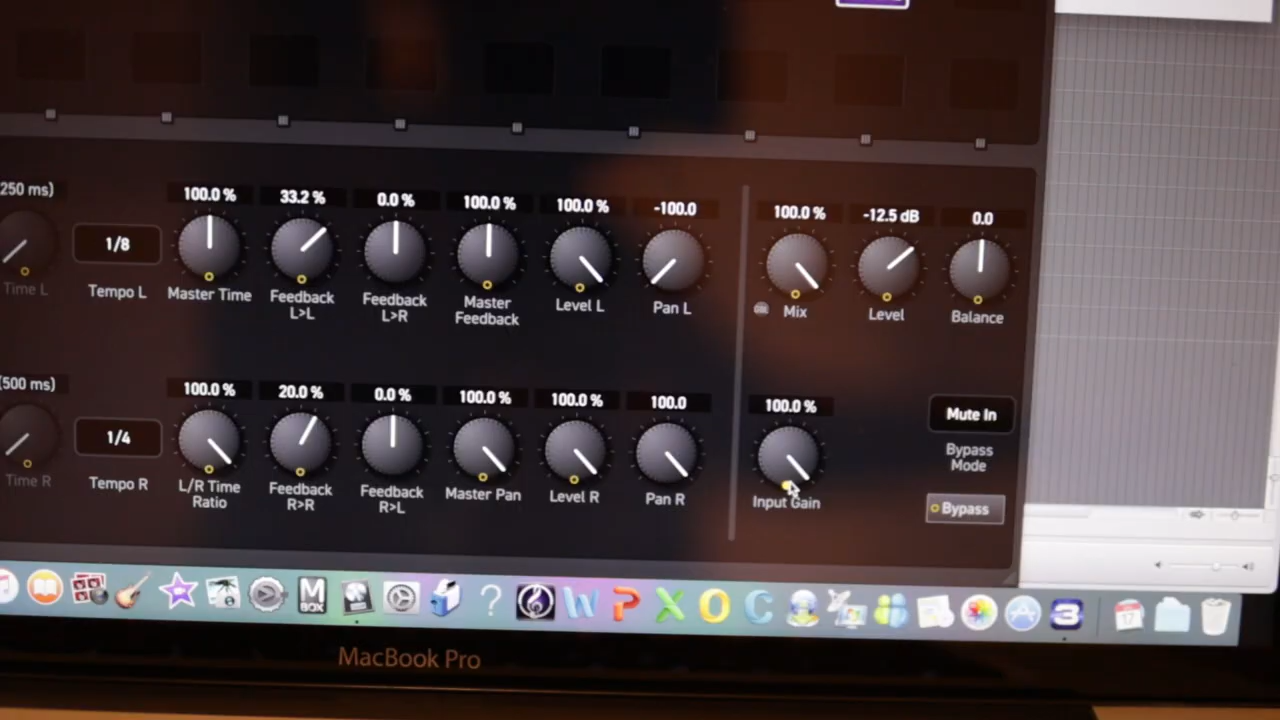 250 ms)
100.0 %
33.2 %
0.0 %
100.0 %
100.0 %
-100.0
100.0 %
-12.5 dB
0.0
1/8
Time L
Tempo L
Master Time
Feedback
L>L
Feedback
L>R
Master
Feedback
Level L
Pan L
Mix
Level
Balance
(500 ms)
100.0 %
20.0 %
0.0 %
100.0 %
100.0 %
100.0
100.0 %
Mute In
1/4
Time R
Tempo R
L/R Time
Ratio
Feedback
R>R
Feedback
R>L
Master Pan
Level R
Pan R
Input Gain
Bypass
Mode
Bypass
M
BOX
?
W
P
X
O
C
3
17
MacBook Pro